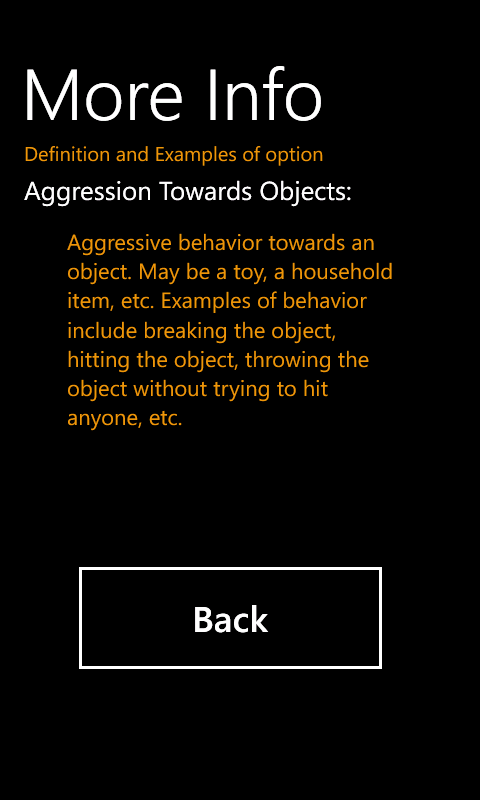 More Info
Definition and Examples of option
Aggression Towards Objects:
Aggressive behavior towards an
object. May be a toy, a household
item, etc. Examples of behavior
include breaking the object,
hitting the object, throwing the
object without trying to hit
anyone, etc.
Back